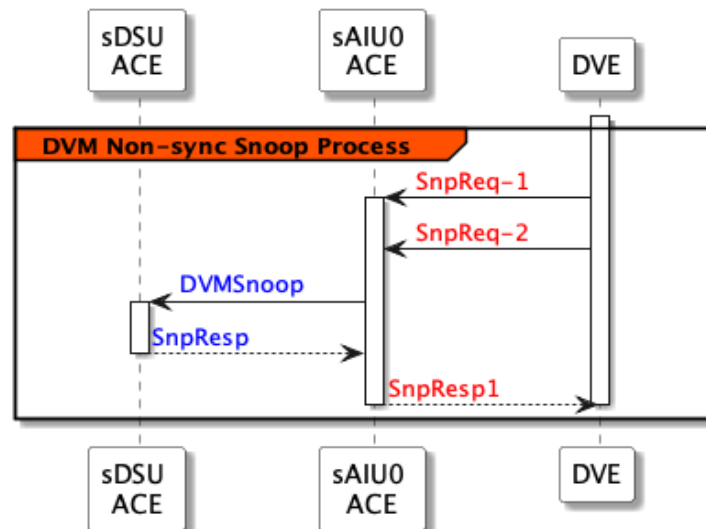 sDSU
ACE
sAIU0
ACE
DVE
DVM Non-sync Snoop Process
SnpReq-1
SnpReq-2
DVMSnoop
SnpResp
SnpResp1
sDSU
ACE
sAIU0
ACE
DVE